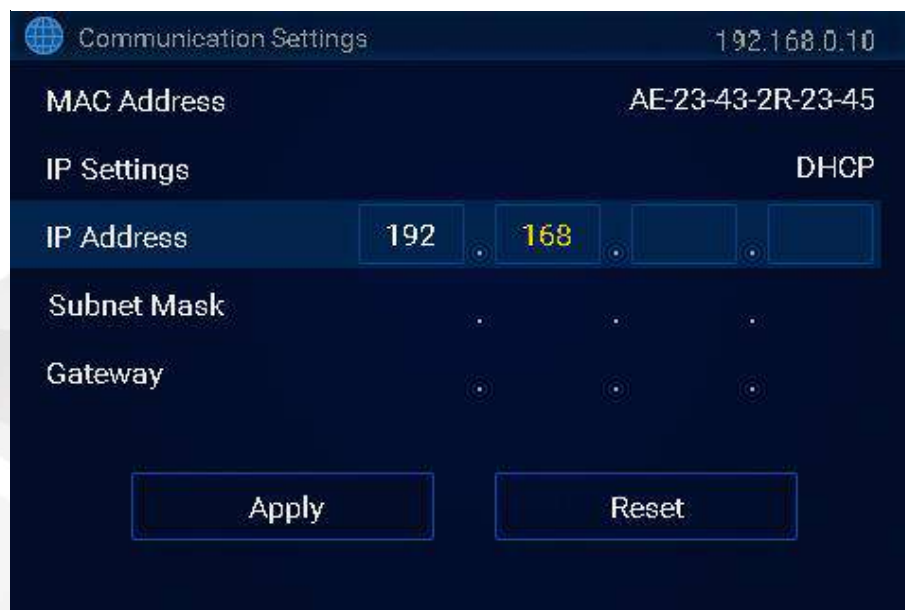 Communication Settings 192.168.0.10
MAC Address AE-23-43-2R-23-45
IP Settings DHCP
IP Address 192 . 168 . .
Subnet Mask . . .
Gateway . . .
Apply Reset